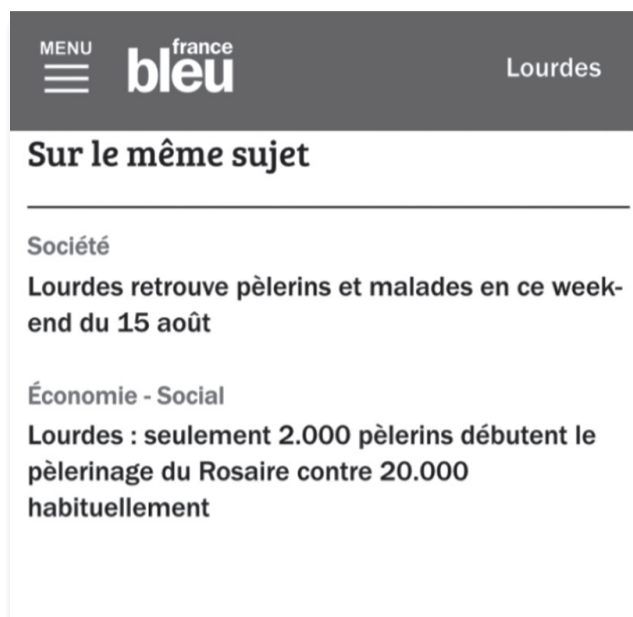 MENU
france
bleu
Lourdes
Sur le même sujet
Société
Lourdes retrouve pèlerins et malades en ce week-
end du 15 août
Économie - Social
Lourdes : seulement 2.000 pèlerins débutent le
pèlerinage du Rosaire contre 20.000
habituellement